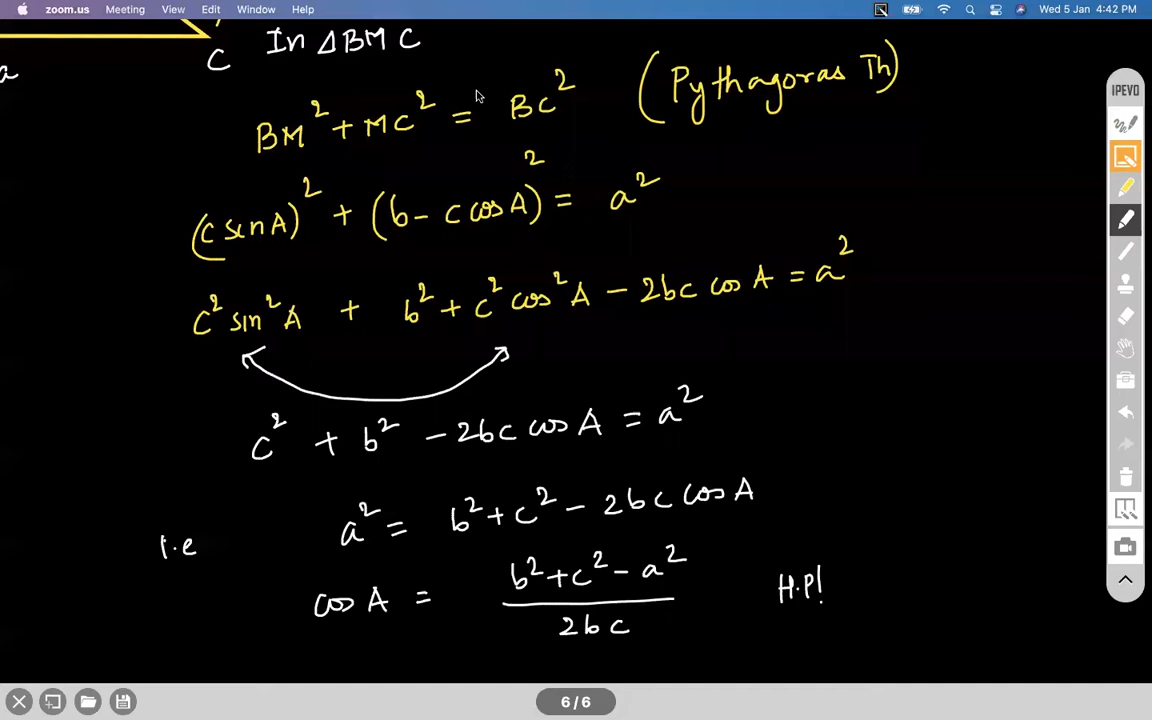 zoom.us Meeting View Edit Window Help Wed 5 Jan 4:42 PM
a
C In △BMC
BM² + MC² = BC² (Pythagoras Th)
(c sin A)² + (b - c cos A)² = a²
c² sin² A + b² + c² cos² A - 2bc cos A = a²
c² + b² - 2bc cos A = a²
i.e a² = b² + c² - 2bc cos A
cos A = b² + c² - a² / 2bc H.P!
IPEVO
6 / 6